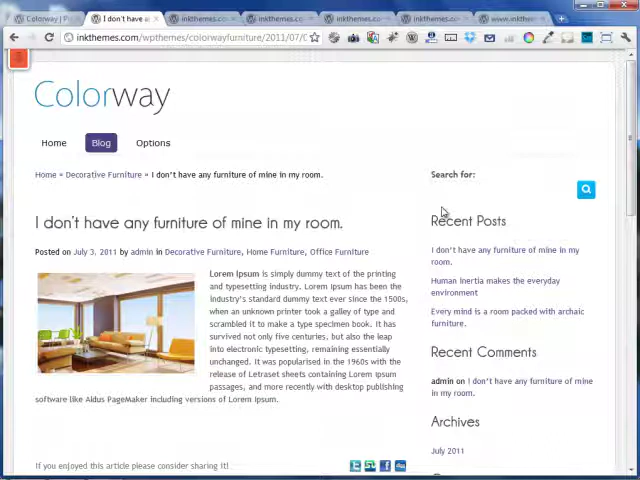 Colorway | P
I don't have a
wordpress.co
inkthemes.co
inkthemes.co
inkthemes.co
www.inkthem
inkthemes.com/wpthemes/colorwayfurniture/2011/07/0
Colorway
Home
Blog
Options
Home » Decorative Furniture » I don't have any furniture of mine in my room.
Search for:
I don't have any furniture of mine in my room.
Posted on July 3, 2011 by admin in Decorative Furniture, Home Furniture, Office Furniture
Lorem Ipsum is simply dummy text of the printing
and typesetting industry. Lorem Ipsum has been the
industry's standard dummy text ever since the 1500s,
when an unknown printer took a galley of type and
scrambled it to make a type specimen book. It has
survived not only five centuries, but also the leap
into electronic typesetting, remaining essentially
unchanged. It was popularised in the 1960s with the
release of Letraset sheets containing Lorem Ipsum
passages, and more recently with desktop publishing
software like Aldus PageMaker including versions of Lorem Ipsum.
If you enjoyed this article please consider sharing it!
Recent Posts
I don't have any furniture of mine in my
room.
Human inertia makes the everyday
environment
Every mind is a room packed with archaic
furniture.
Recent Comments
admin on I don't have any furniture of mine
in my room.
Archives
July 2011